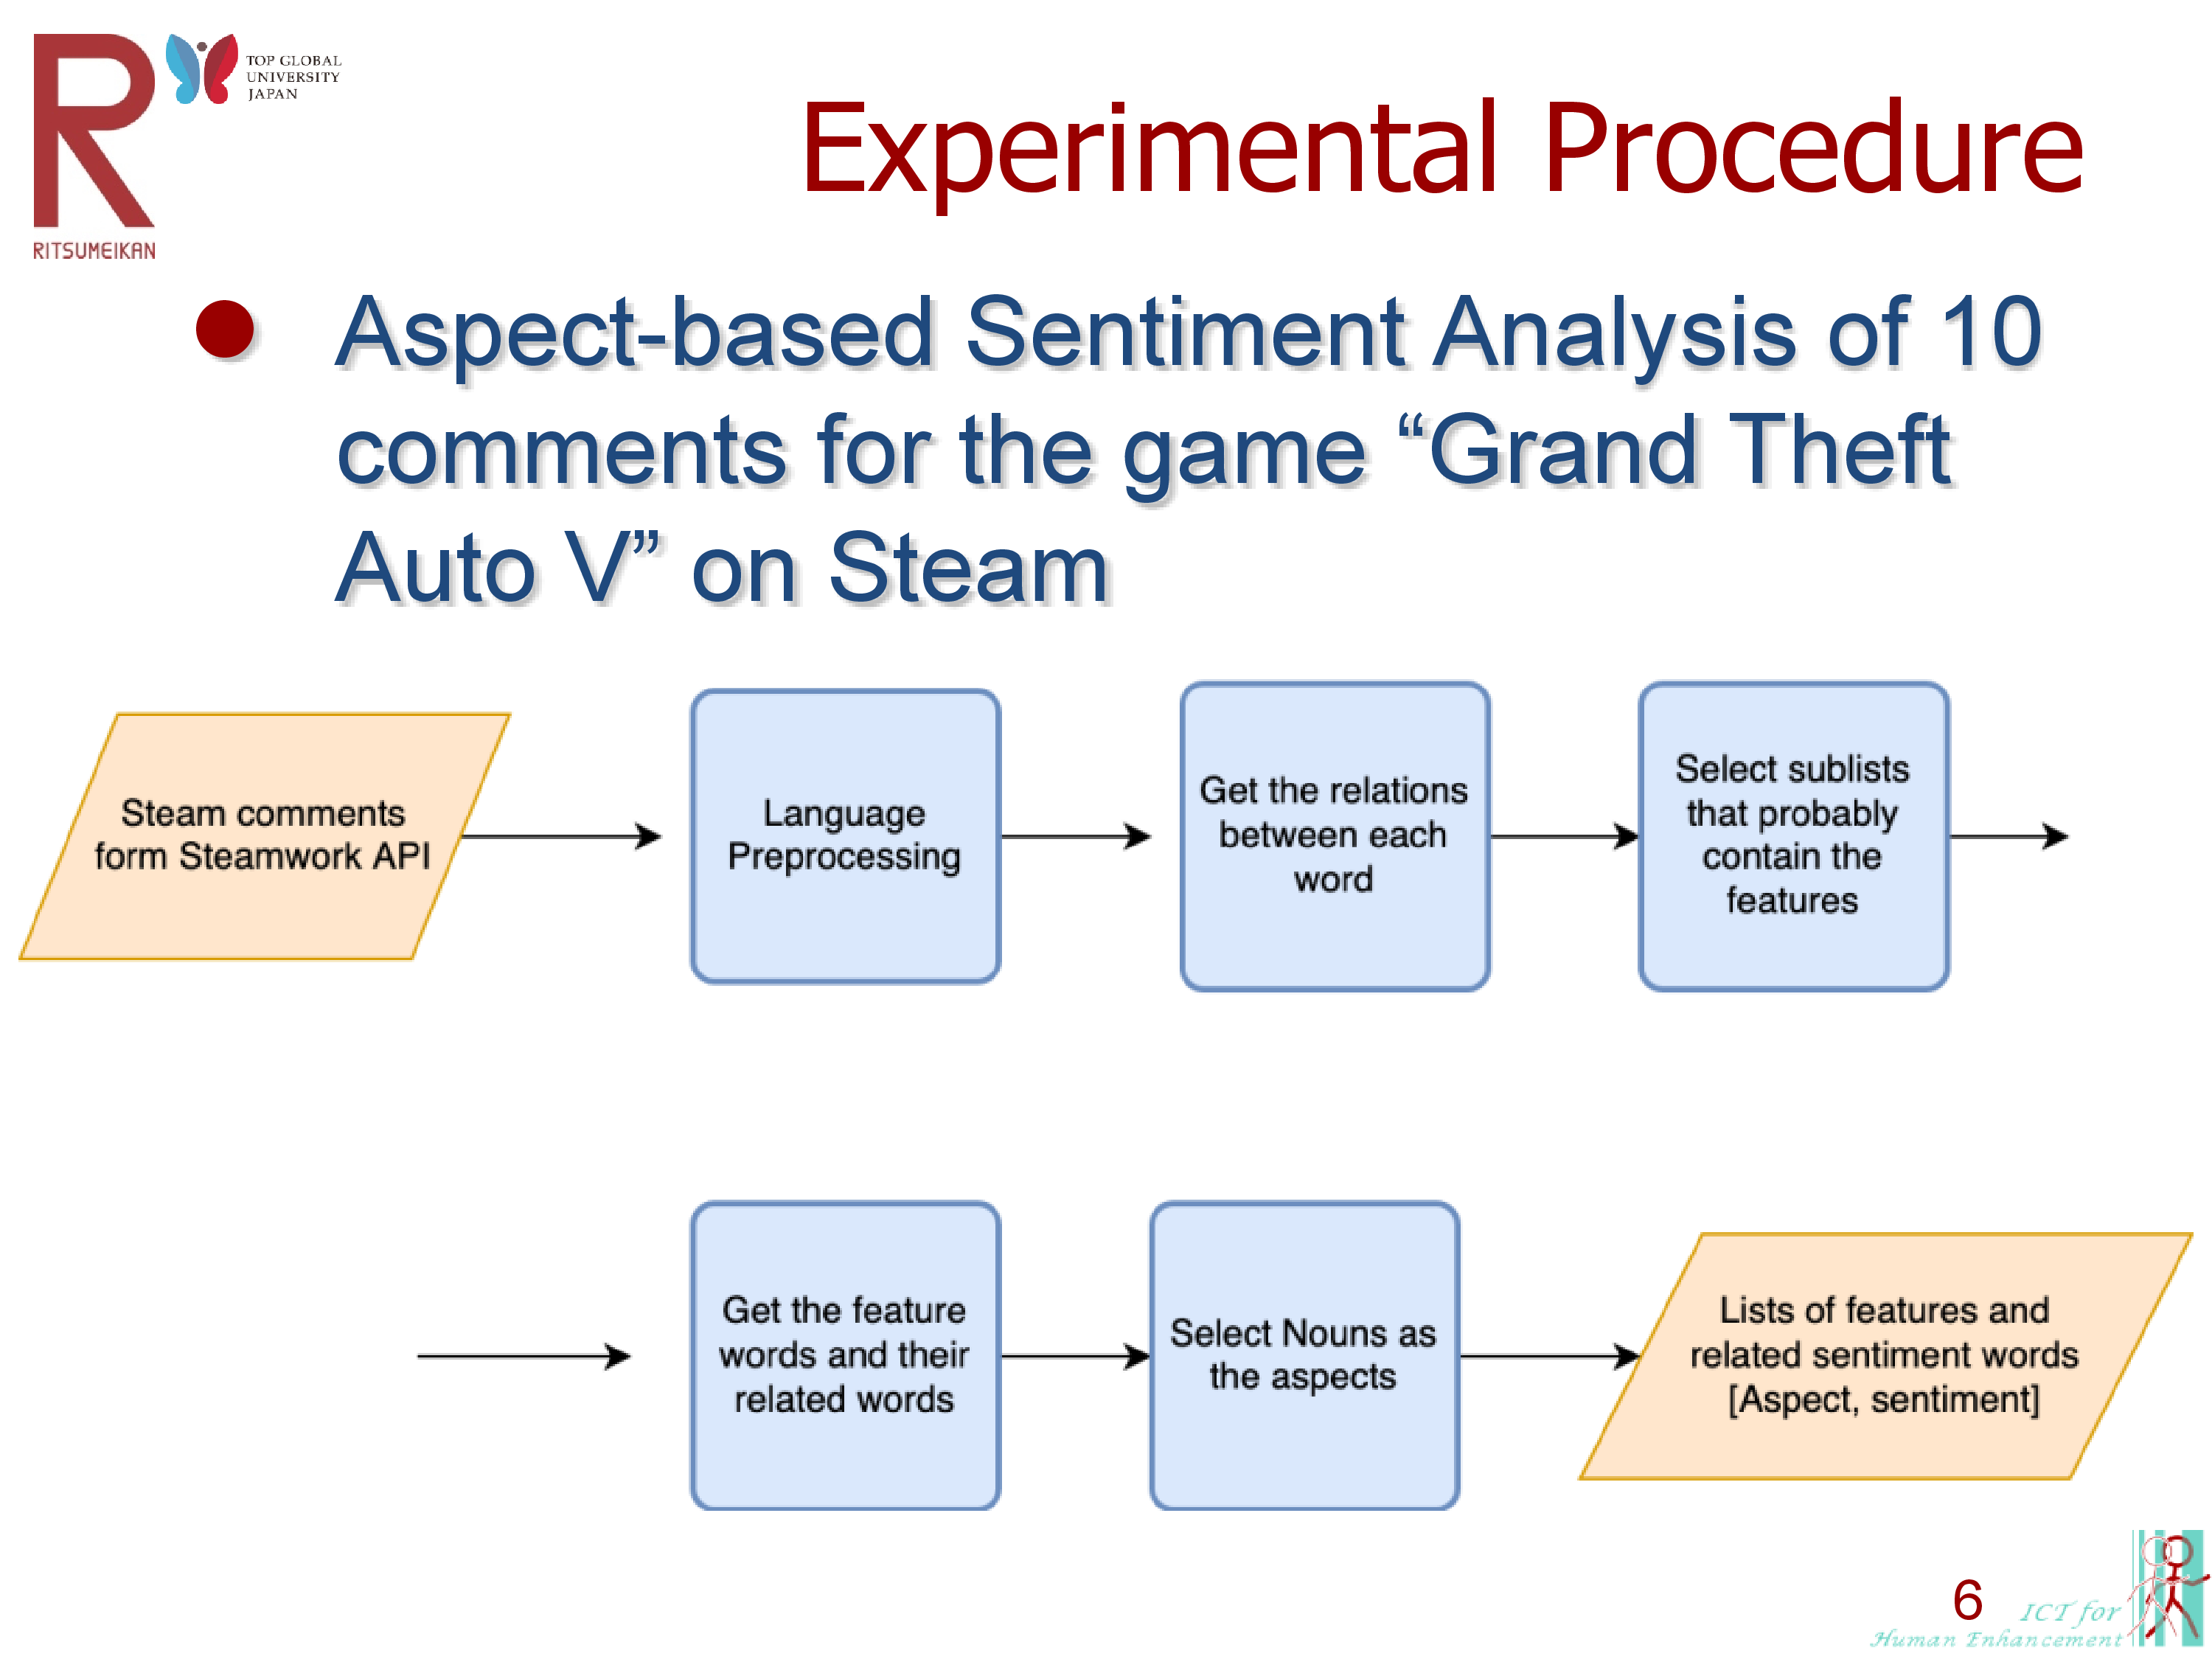 TOP GLOBAL
UNIVERSITY
JAPAN
RITSUMEIKAN
Experimental Procedure
Aspect-based Sentiment Analysis of 10
comments for the game “Grand Theft
Auto V” on Steam
Steam comments
form Steamwork API
Language
Preprocessing
Get the relations
between each
word
Select sublists
that probably
contain the
features
Get the feature
words and their
related words
Select Nouns as
the aspects
Lists of features and
related sentiment words
[Aspect, sentiment]
6
ICT for
Human Enhancement